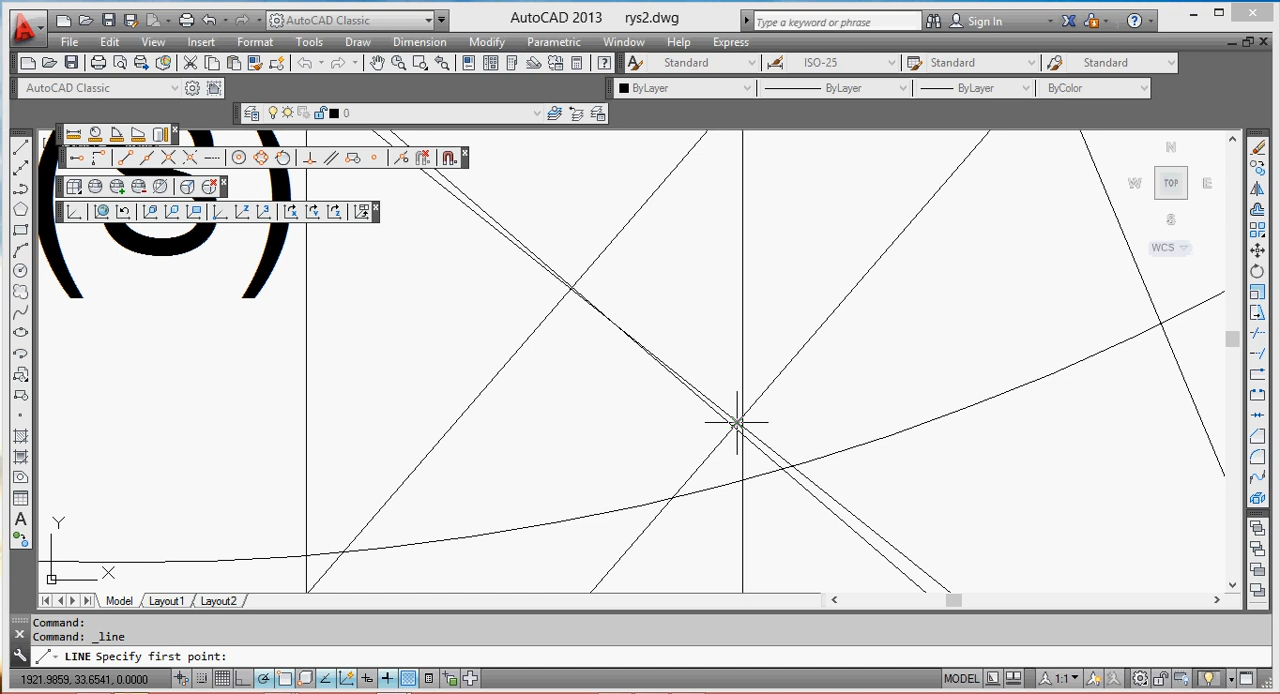 AutoCAD Classic
AutoCAD 2013 rys2.dwg
Type a keyword or phrase
Sign In
File Edit View Insert Format Tools Draw Dimension Modify Parametric Window Help Express
Standard ISO-25 Standard Standard
AutoCAD Classic
ByLayer ByLayer ByLayer ByColor
0
(S)
N
W TOP E
S
WCS
Y
X
Model Layout1 Layout2
Command:
Command: _line
LINE Specify first point:
1921.9859, 33.6541, 0.0000
MODEL
1:1